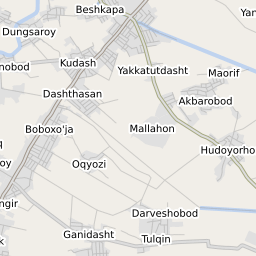 Beshkapa
Dungsaroy
Kudash
Yakkatutdasht
Maorif
Dashthasan
Akbarobod
Boboxo'ja
Mallahon
Oqyozi
Darveshobod
Ganidasht
Tulqin